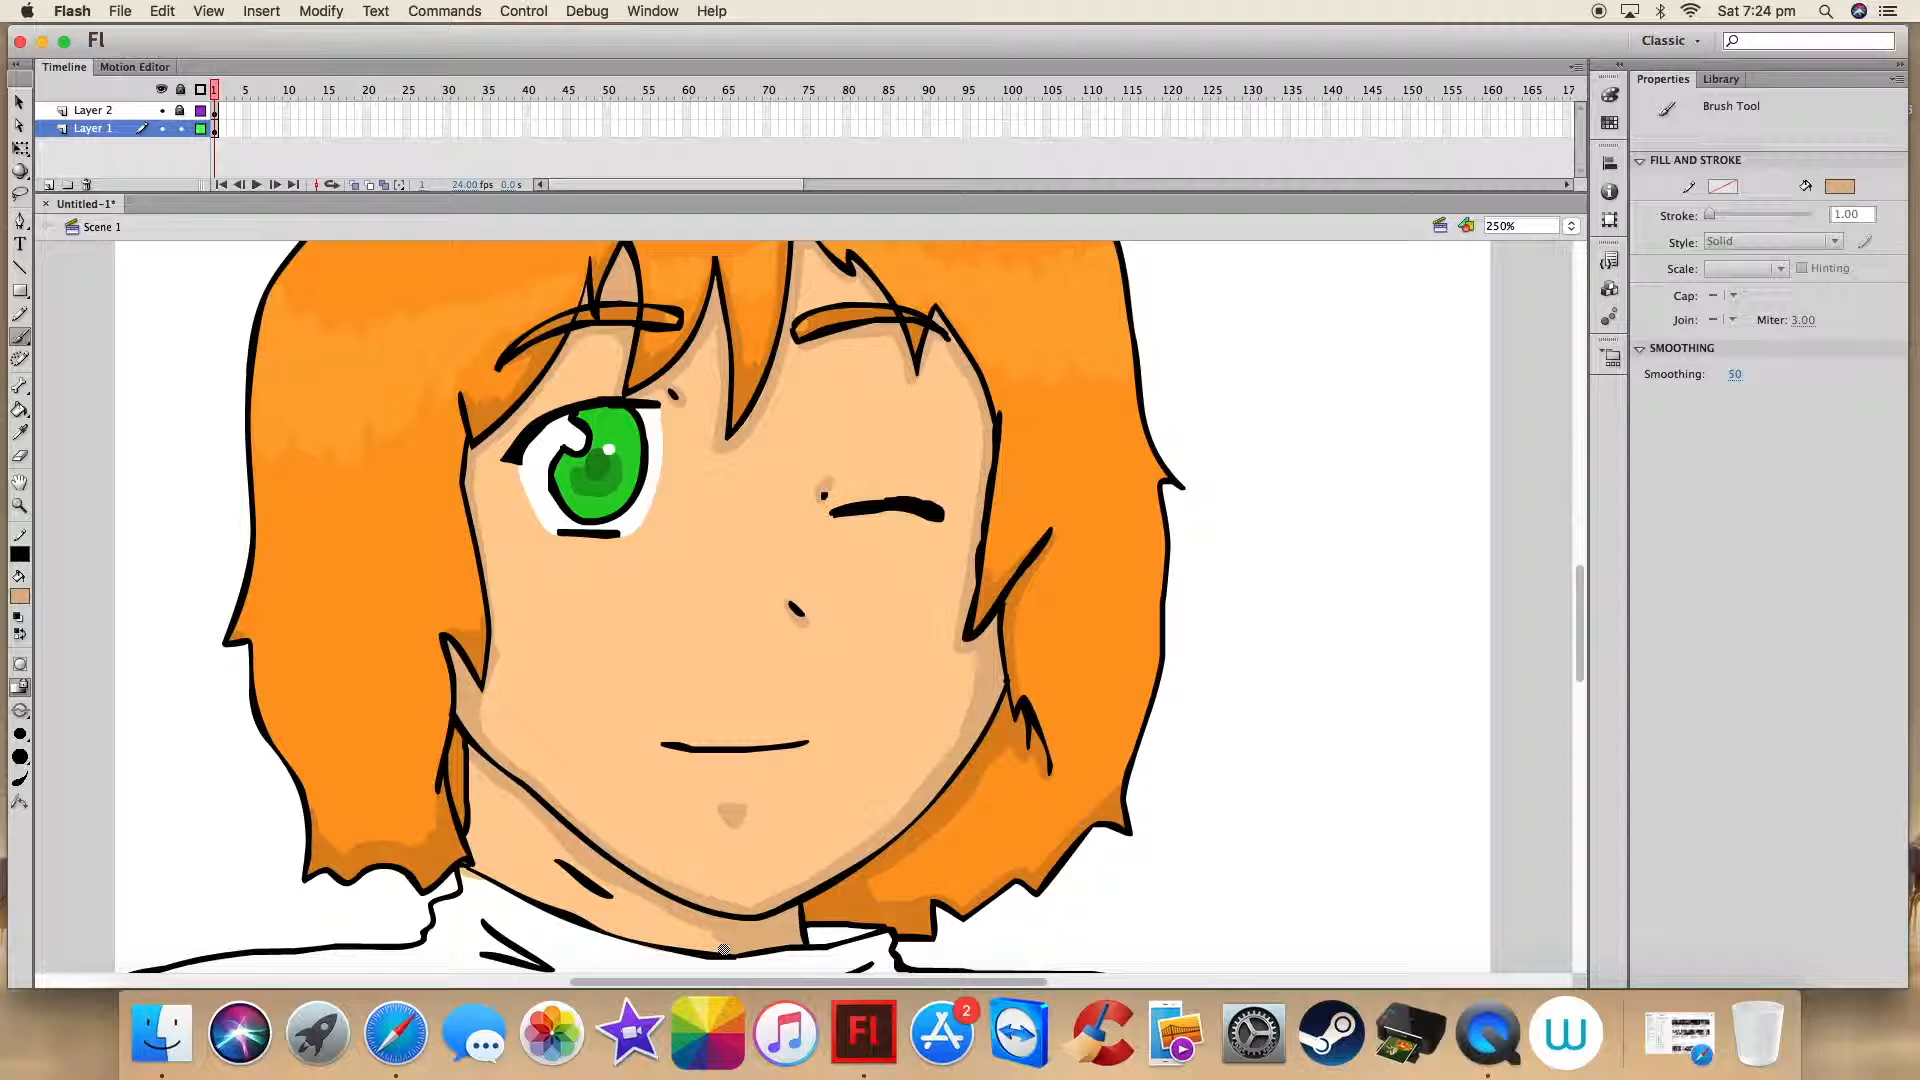 Flash File Edit View Insert Modify Text Commands Control Debug Window Help Sat 7:24 pm
Fl Classic
Timeline Motion Editor Properties Library
1 5 10 15 20 25 30 35 40 45 50 55 60 65 70 75 80 85 90 95 100 105 110 115 120 125 130 135 140 145 150 155 160 165 17
Brush Tool
Layer 2
Layer 1
FILL AND STROKE
1 24.00 fps 0.0 s
Untitled-1*
Stroke: 1.00
Scene 1 250%
Style: Solid
Scale: Hinting
Cap:
Join: Miter: 3.00
SMOOTHING
Smoothing: 50
T
2
Fl
W